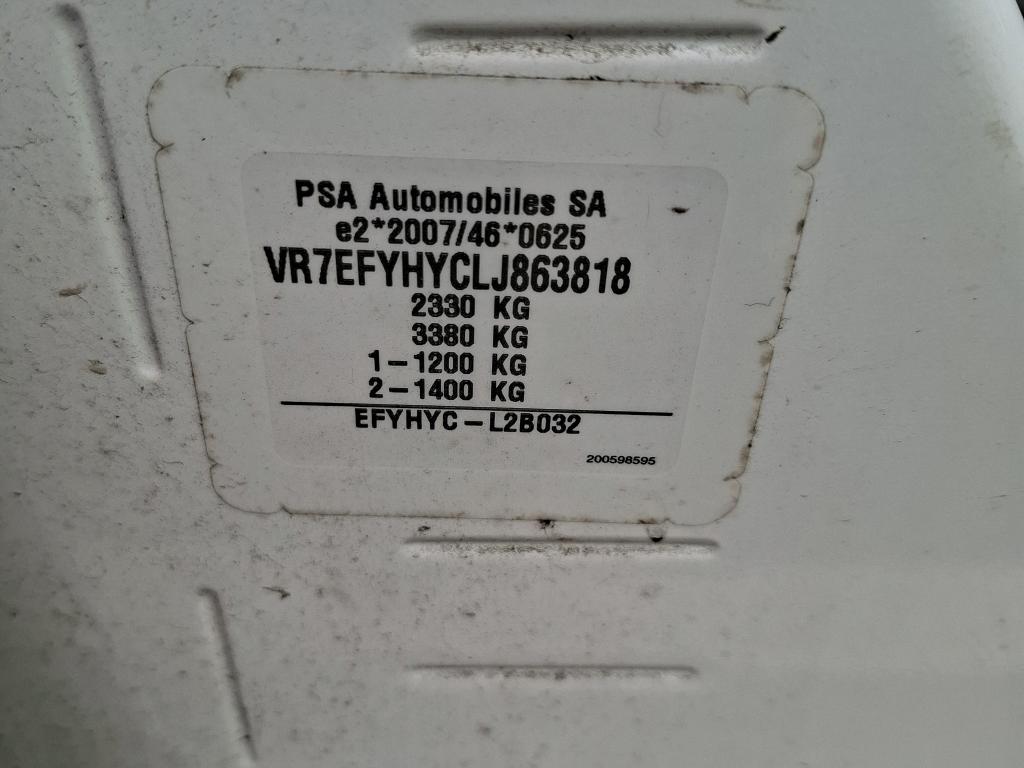 PSA Automobiles SA
e2*2007/46*0625
VR7EFYHYCLJ863818
2330 KG
3380 KG
1-1200 KG
2-1400 KG
EFYHYC-L2B032
200598595